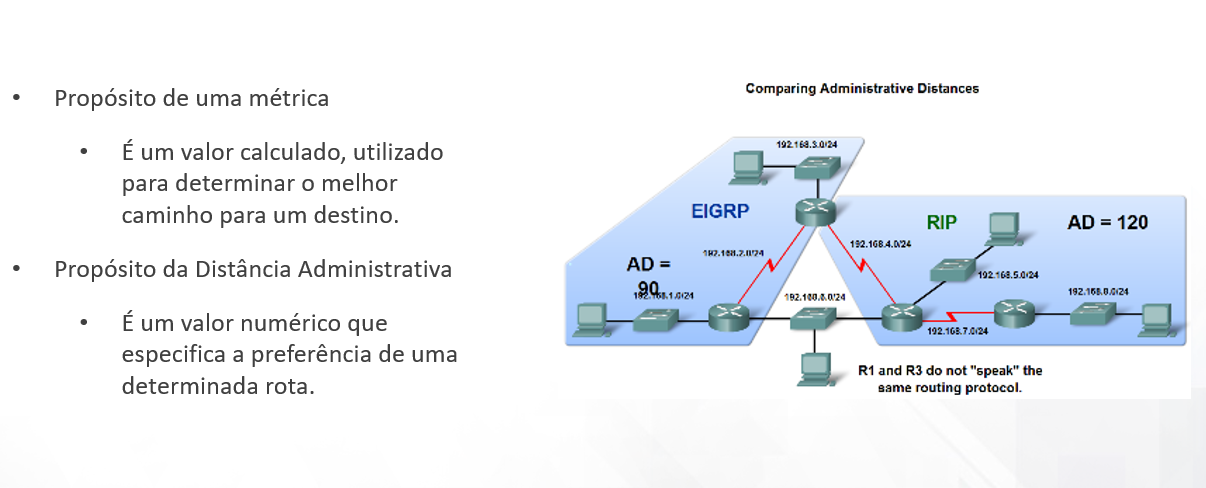 • Propósito de uma métrica
• É um valor calculado, utilizado
para determinar o melhor
caminho para um destino.
• Propósito da Distância Administrativa
• É um valor numérico que
especifica a preferência de uma
determinada rota.
Comparing Administrative Distances
192.168.3.0/24
EIGRP
RIP
AD = 120
192.168.2.0/24
192.168.4.0/24
AD =
90
192.168.1.0/24
192.168.6.0/24
192.168.5.0/24
192.168.8.0/24
192.168.7.0/24
R1 and R3 do not "speak" the
same routing protocol.